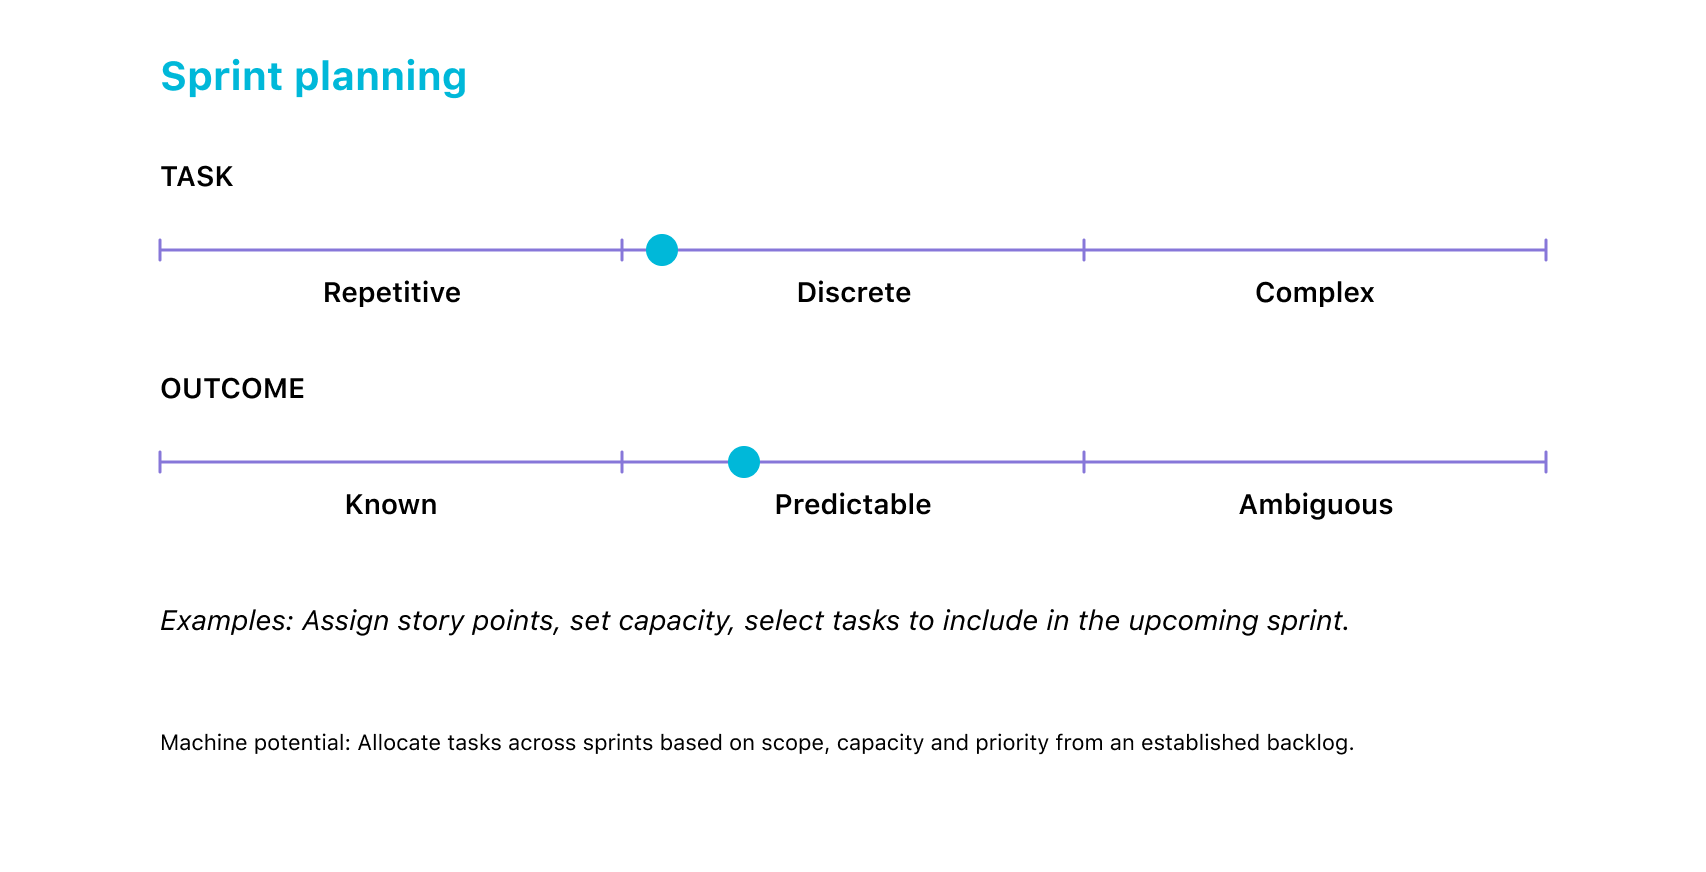 Sprint planning
TASK
Repetitive Discrete Complex
OUTCOME
Known Predictable Ambiguous
Examples: Assign story points, set capacity, select tasks to include in the upcoming sprint.
Machine potential: Allocate tasks across sprints based on scope, capacity and priority from an established backlog.